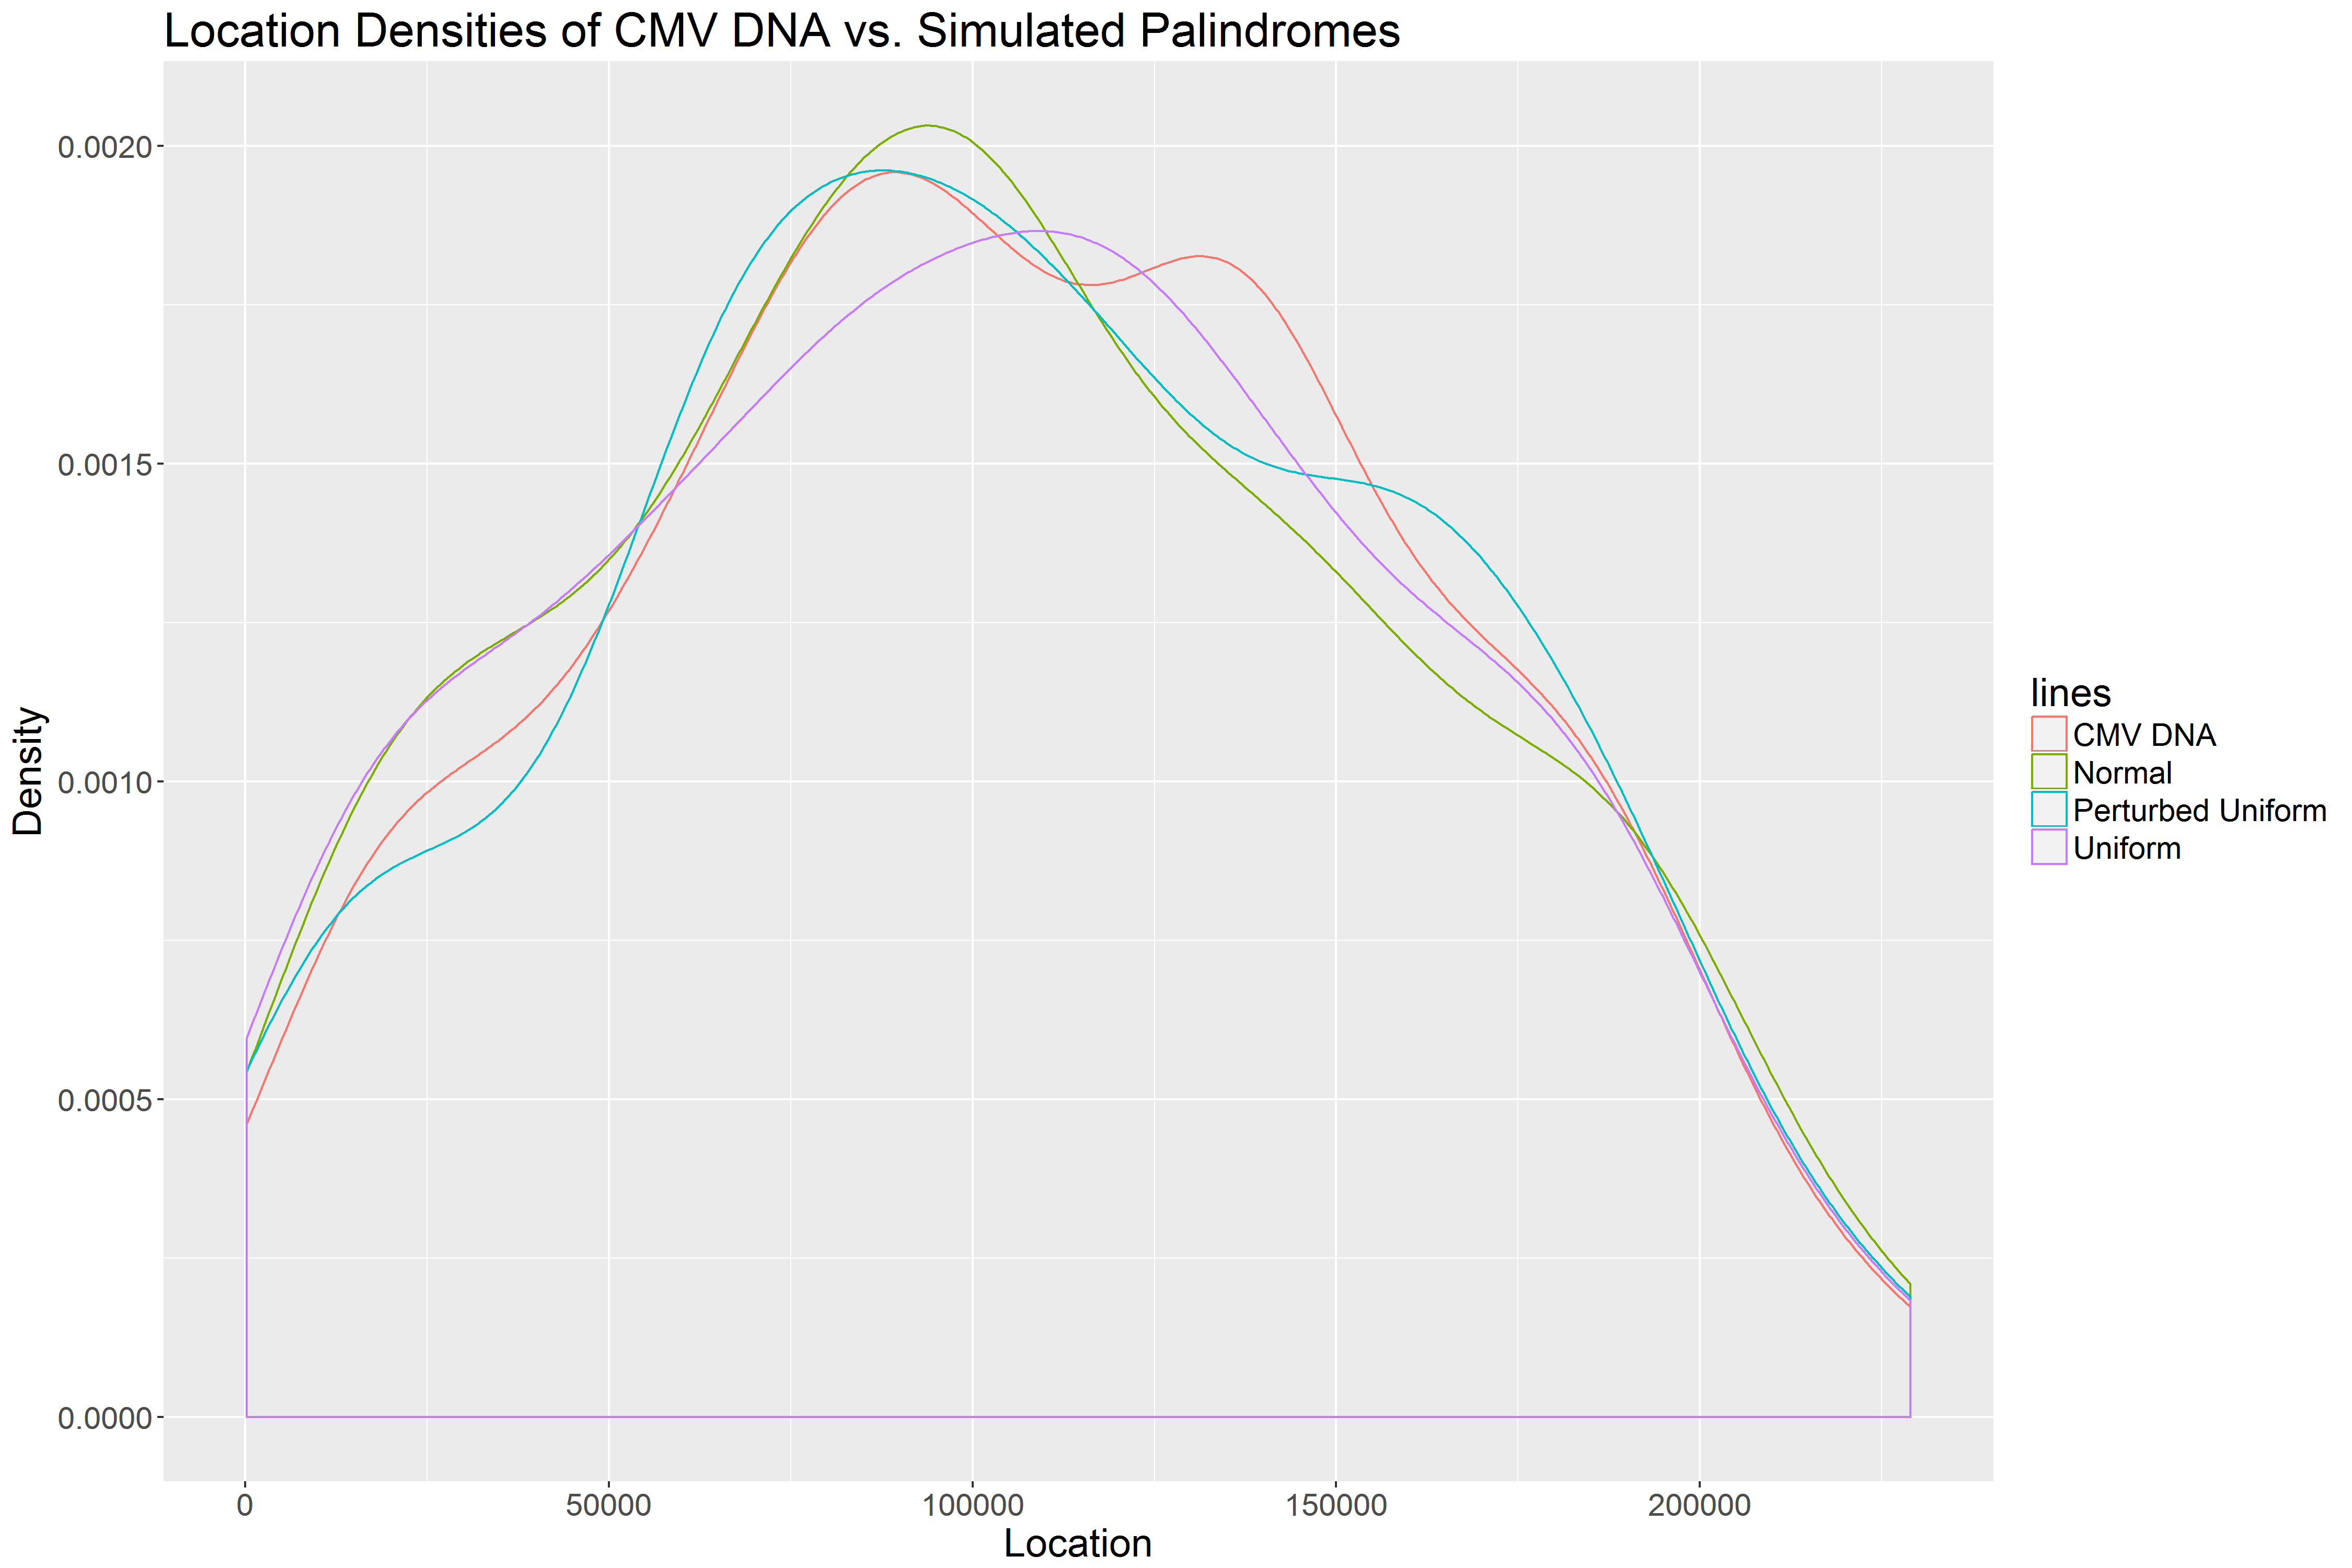 Location Densities of CMV DNA vs. Simulated Palindromes
Density
0.0020
0.0015
0.0010
0.0005
0.0000
0
50000
100000
150000
200000
Location
lines
CMV DNA
Normal
Perturbed Uniform
Uniform